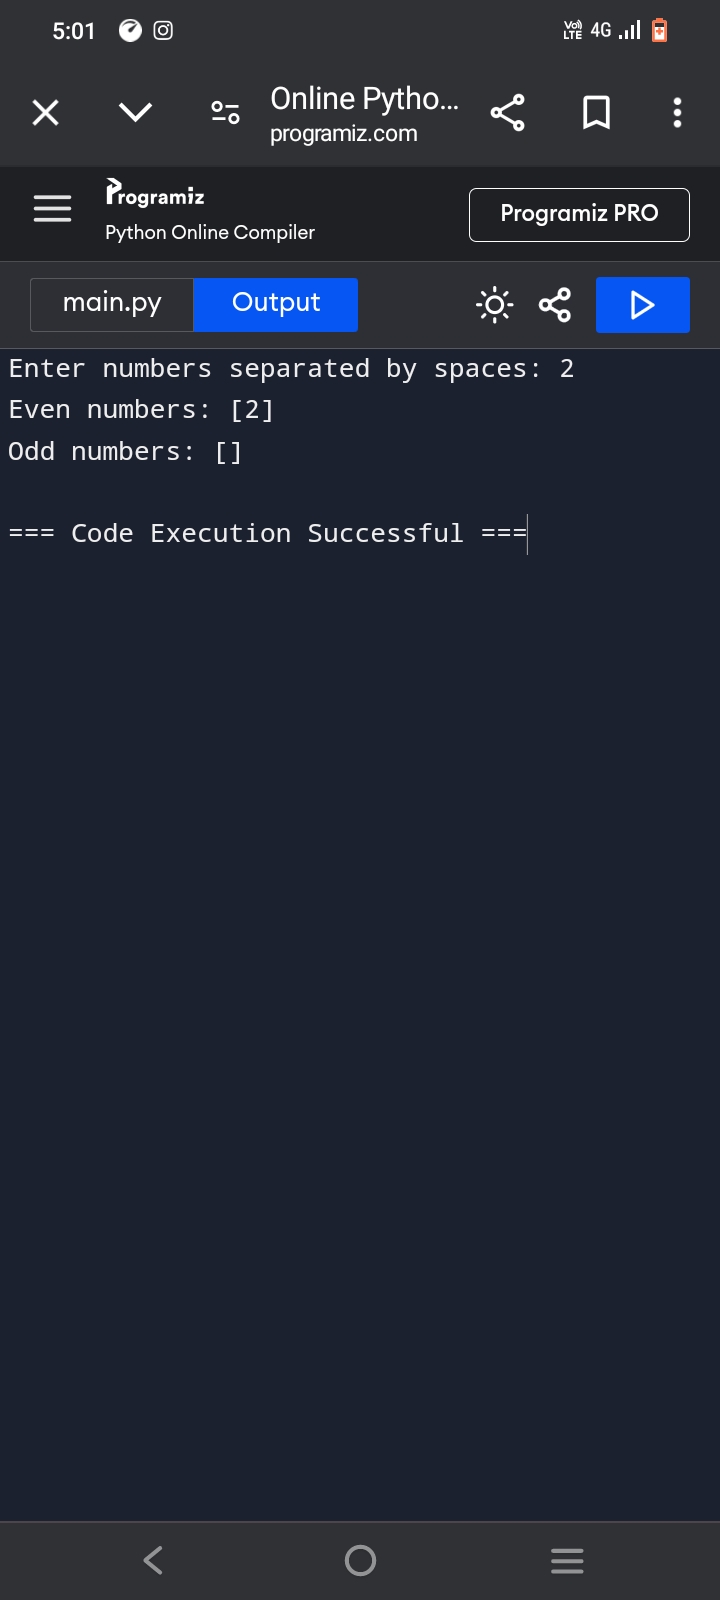 5:01 Vo) LTE 4G
Online Pytho...
programiz.com
Programiz
Python Online Compiler
Programiz PRO
main.py Output
Enter numbers separated by spaces: 2
Even numbers: [2]
Odd numbers: []
=== Code Execution Successful ===